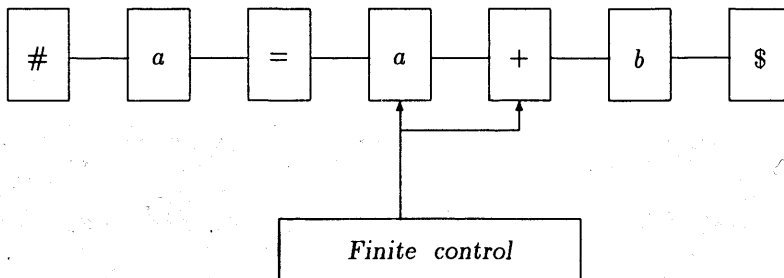 # a = a + b $
Finite control